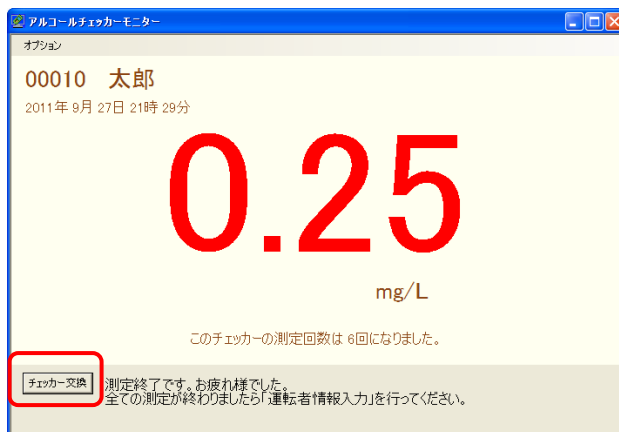 アルコールチェッカーモニター
オプション
00010 太郎
2011年 9月 27日 21時 29分
0.25
mg/L
このチェッカーの測定回数は 6回になりました。
チェッカー交換
測定終了です。お疲れ様でした。
全ての測定が終わりましたら「運転者情報入力」を行ってください。